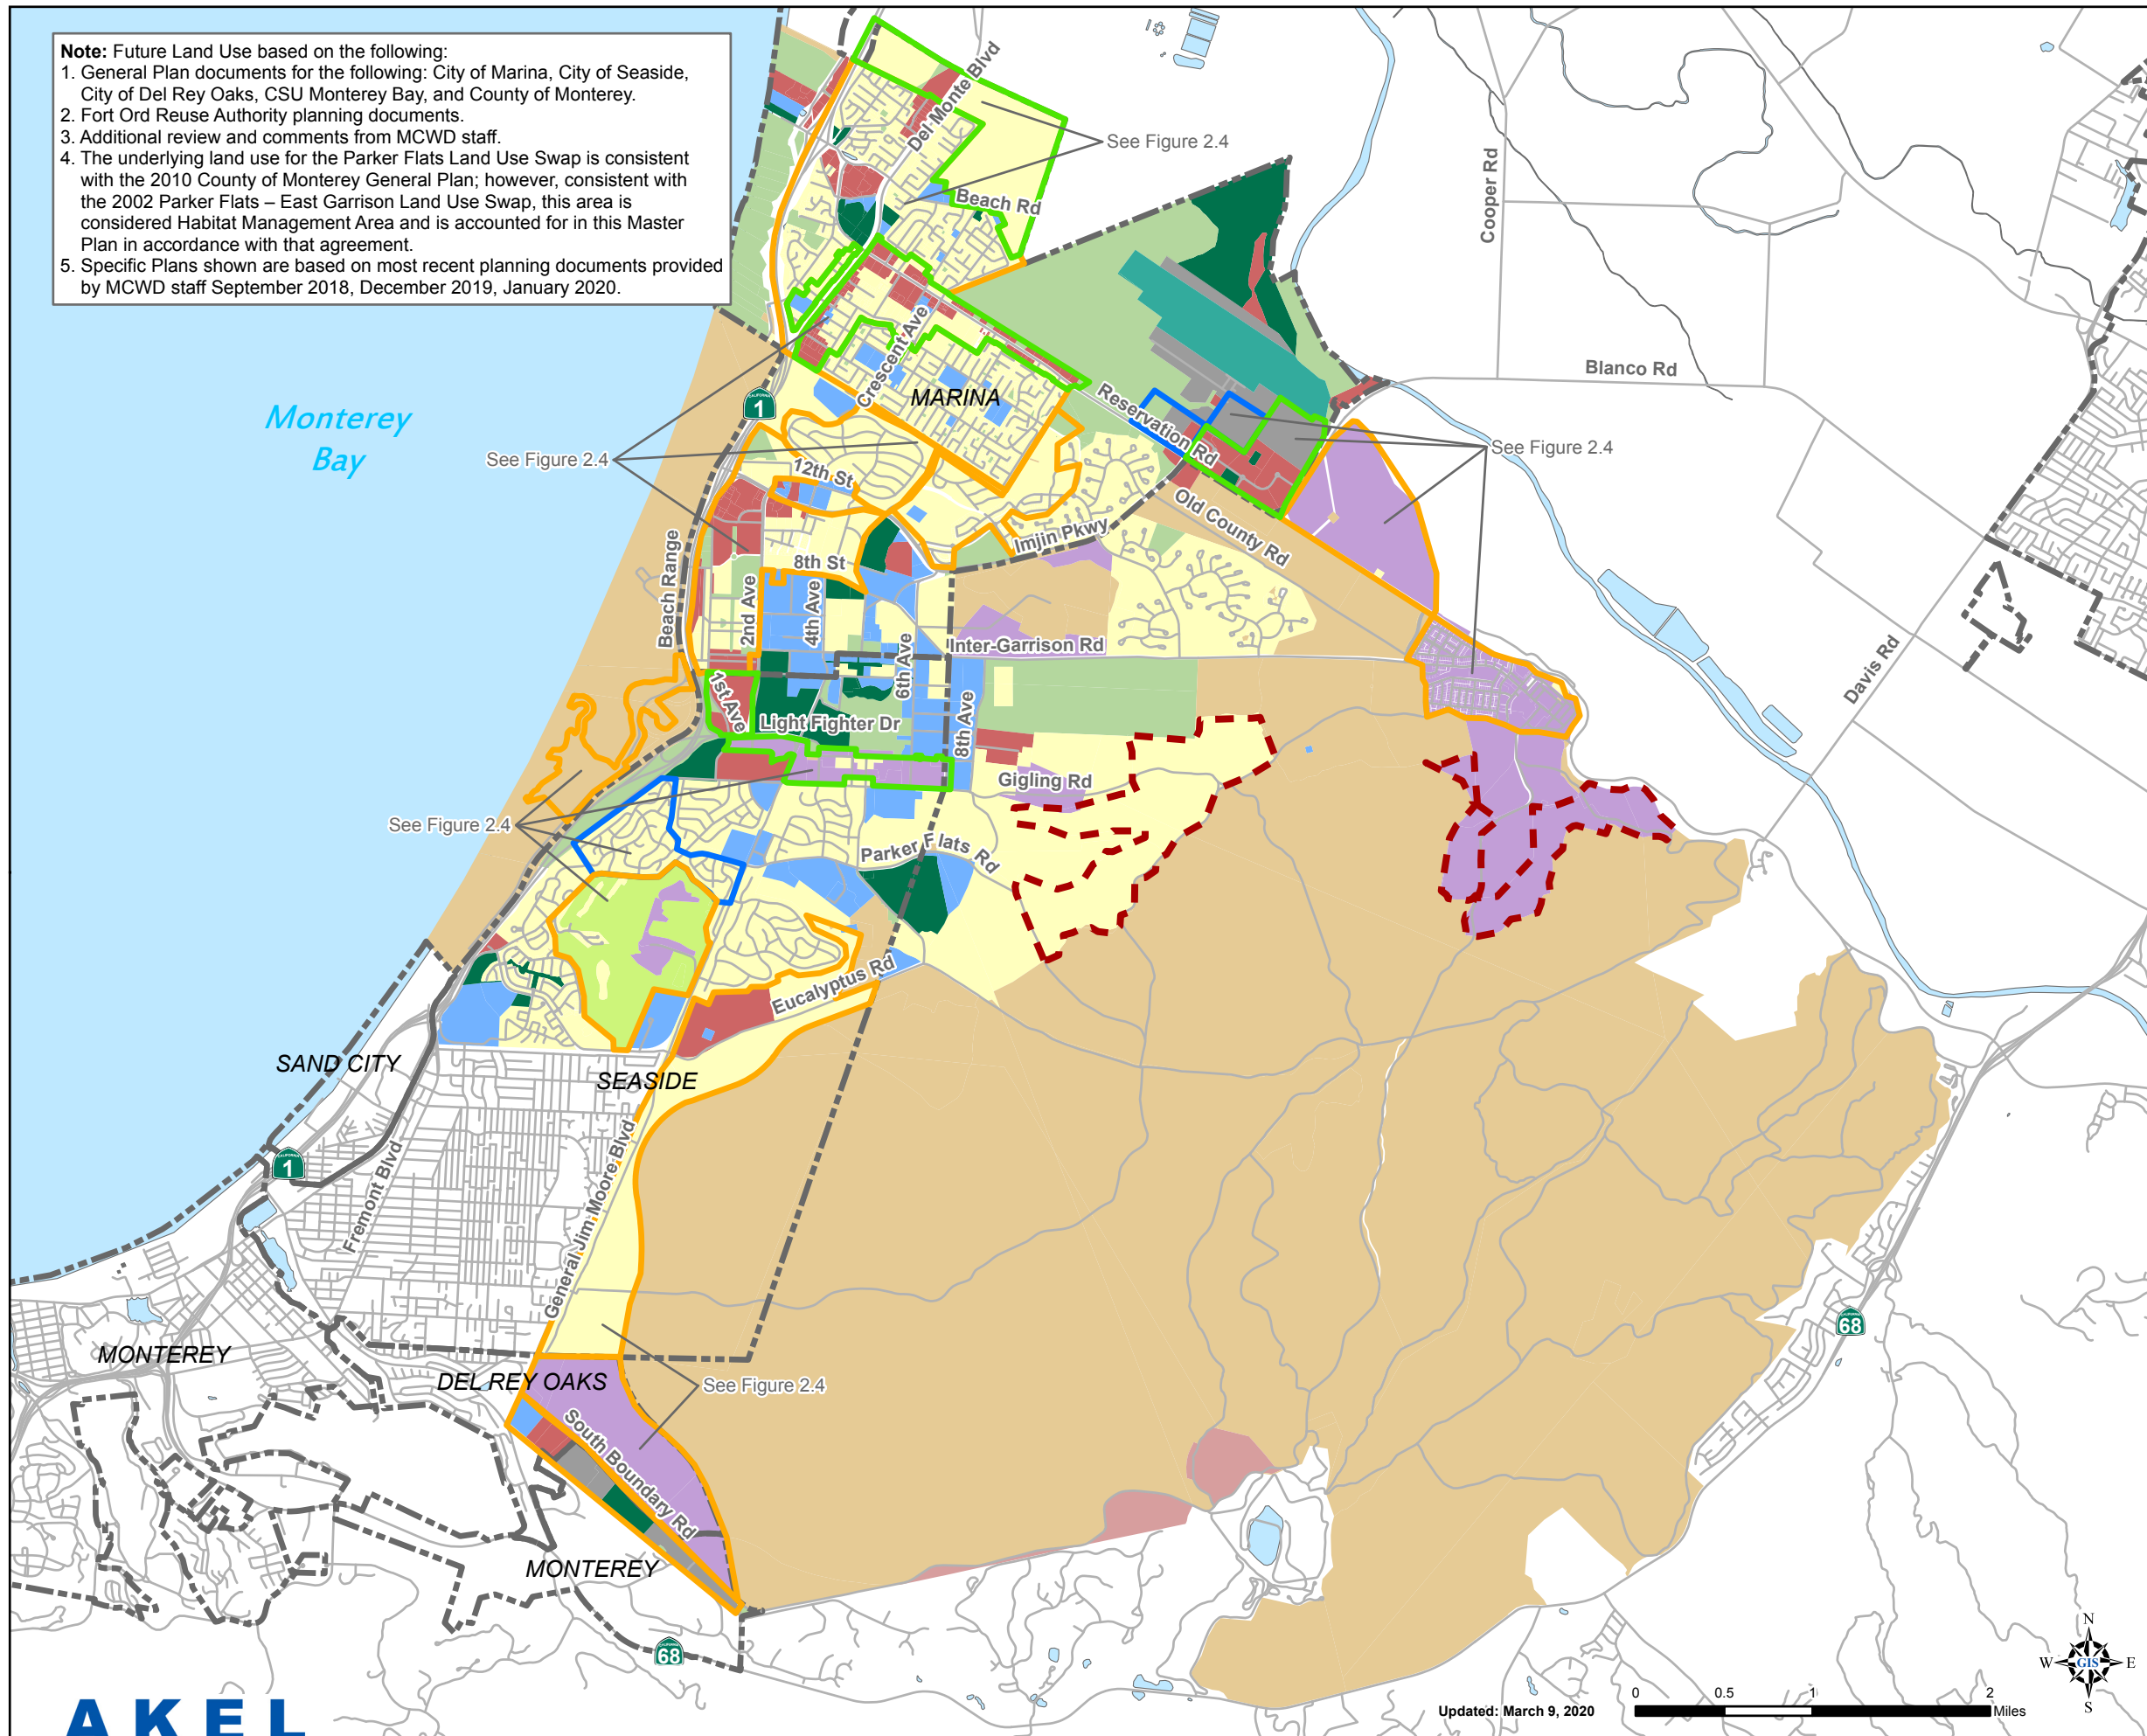 Note: Future Land Use based on the following:
1. General Plan documents for the following: City of Marina, City of Seaside,
City of Del Rey Oaks, CSU Monterey Bay, and County of Monterey.
2. Fort Ord Reuse Authority planning documents.
3. Additional review and comments from MCWD staff.
4. The underlying land use for the Parker Flats Land Use Swap is consistent
with the 2010 County of Monterey General Plan; however, consistent with
the 2002 Parker Flats – East Garrison Land Use Swap, this area is
considered Habitat Management Area and is accounted for in this Master
Plan in accordance with that agreement.
5. Specific Plans shown are based on most recent planning documents provided
by MCWD staff September 2018, December 2019, January 2020.
Del Monte Blvd
See Figure 2.4
Beach Rd
Cooper Rd
Blanco Rd
Crescent Ave
MARINA
Reservation Rd
CALIFORNIA
1
Monterey
Bay
See Figure 2.4
See Figure 2.4
12th St
Old County Rd
Imjin Pkwy
Beach Range
8th St
2nd Ave
4th Ave
6th Ave
Inter-Garrison Rd
Davis Rd
1st Ave
Light Fighter Dr
8th Ave
Gigling Rd
See Figure 2.4
Parker Flats Rd
Eucalyptus Rd
SAND CITY
SEASIDE
CALIFORNIA
1
Fremont Blvd
General Jim Moore Blvd
CALIFORNIA
68
MONTEREY
DEL REY OAKS
See Figure 2.4
South Boundary Rd
MONTEREY
CALIFORNIA
68
N
W
GIS
E
S
AKEL
Updated: March 9, 2020
0
0.5
1
2
Miles